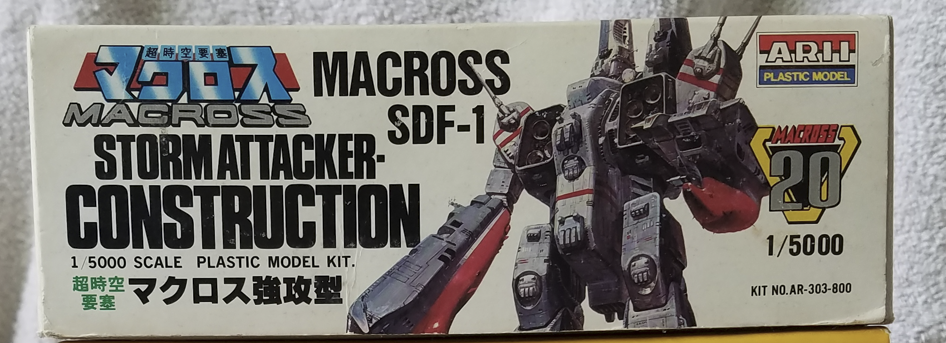 超時空要塞
マクロス
MACROSS
MACROSS
SDF-1
STORM ATTACKER-
CONSTRUCTION
1/5000 SCALE PLASTIC MODEL KIT.
超時空
要塞
マクロス強攻型
ARII
PLASTIC MODEL
MACROSS
20
1/5000
KIT NO.AR-303-800